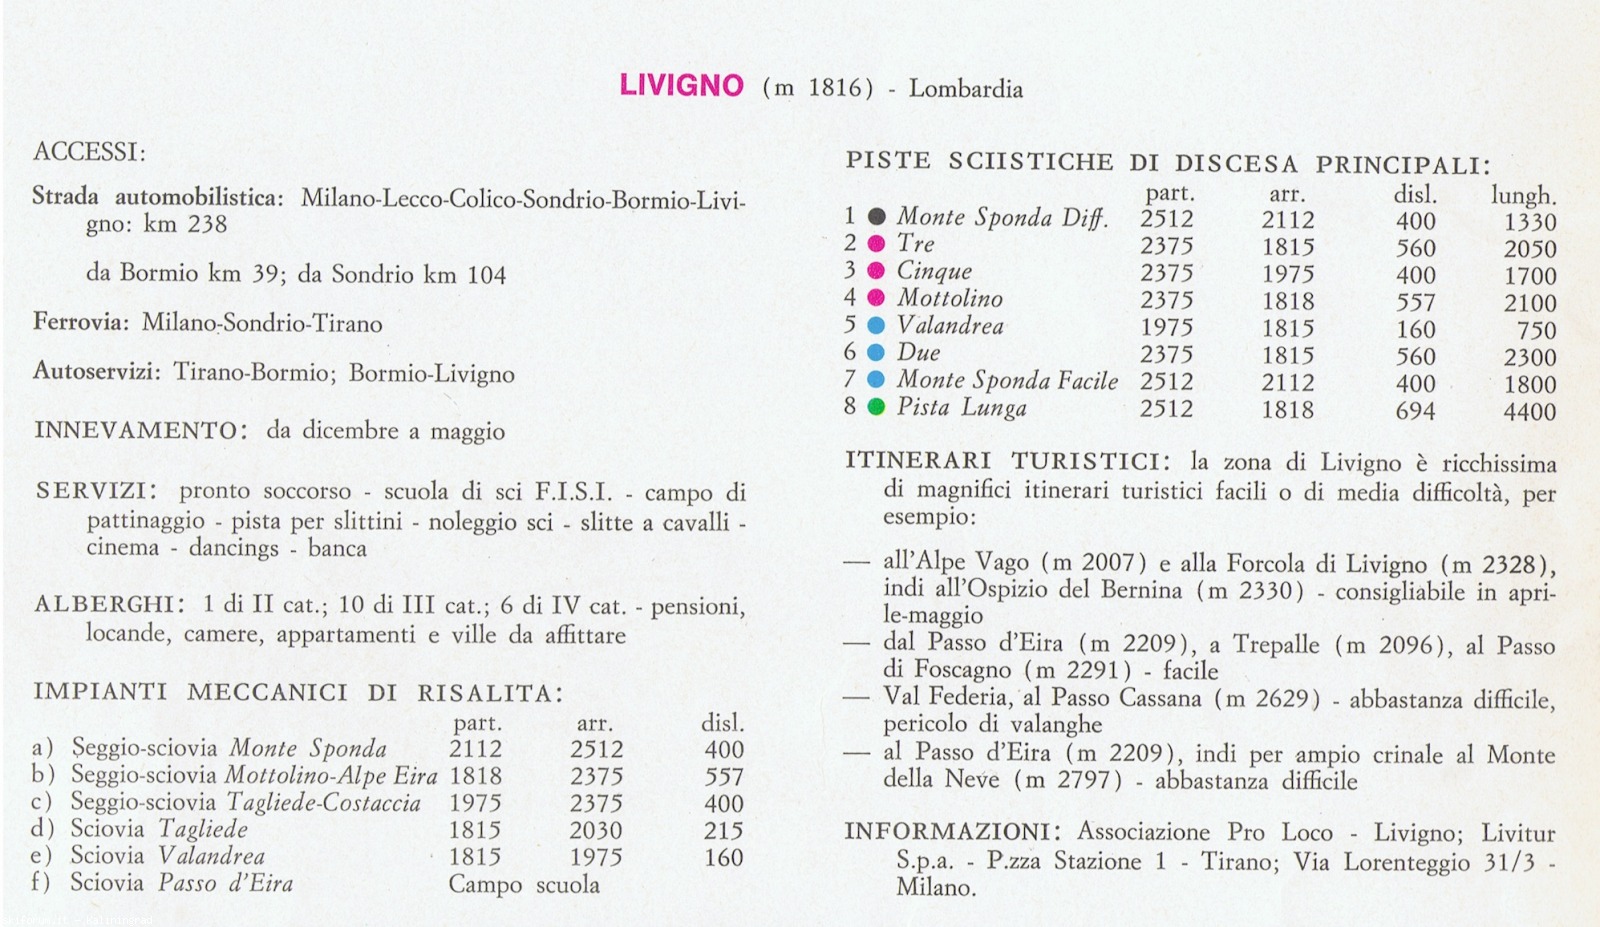 LIVIGNO (m 1816) - Lombardia
ACCESSI:
Strada automobilistica: Milano-Lecco-Colico-Sondrio-Bormio-Livi-
gno: km 238
da Bormio km 39; da Sondrio km 104
Ferrovia: Milano-Sondrio-Tirano
Autoservizi: Tirano-Bormio; Bormio-Livigno
INNEVAMENTO: da dicembre a maggio
SERVIZI: pronto soccorso - scuola di sci F.I.S.I. - campo di
pattinaggio - pista per slittini - noleggio sci - slitte a cavalli -
cinema - dancings - banca
ALBERGHI: 1 di II cat.; 10 di III cat.; 6 di IV cat. - pensioni,
locande, camere, appartamenti e ville da affittare
IMPIANTI MECCANICI DI RISALITA:
part. arr. disl.
a) Seggio-sciovia Monte Sponda 2112 2512 400
b) Seggio-sciovia Mottolino-Alpe Eira 1818 2375 557
c) Seggio-sciovia Tagliede-Costaccia 1975 2375 400
d) Sciovia Tagliede 1815 2030 215
e) Sciovia Valandrea 1815 1975 160
f) Sciovia Passo d'Eira Campo scuola
PISTE SCIISTICHE DI DISCESA PRINCIPALI:
part. arr. disl. lungh.
1 Monte Sponda Diff. 2512 2112 400 1330
2 Tre 2375 1815 560 2050
3 Cinque 2375 1975 400 1700
4 Mottolino 2375 1818 557 2100
5 Valandrea 1975 1815 160 750
6 Due 2375 1815 560 2300
7 Monte Sponda Facile 2512 2112 400 1800
8 Pista Lunga 2512 1818 694 4400
ITINERARI TURISTICI: la zona di Livigno è ricchissima
di magnifici itinerari turistici facili o di media difficoltà, per
esempio:
— all'Alpe Vago (m 2007) e alla Forcola di Livigno (m 2328),
indi all'Ospizio del Bernina (m 2330) - consigliabile in apri-
le-maggio
— dal Passo d'Eira (m 2209), a Trepalle (m 2096), al Passo
di Foscagno (m 2291) - facile
— Val Federia, al Passo Cassana (m 2629) - abbastanza difficile,
pericolo di valanghe
— al Passo d'Eira (m 2209), indi per ampio crinale al Monte
della Neve (m 2797) - abbastanza difficile
INFORMAZIONI: Associazione Pro Loco - Livigno; Livitur
S.p.a. - P.zza Stazione 1 - Tirano; Via Lorenteggio 31/3 -
Milano.